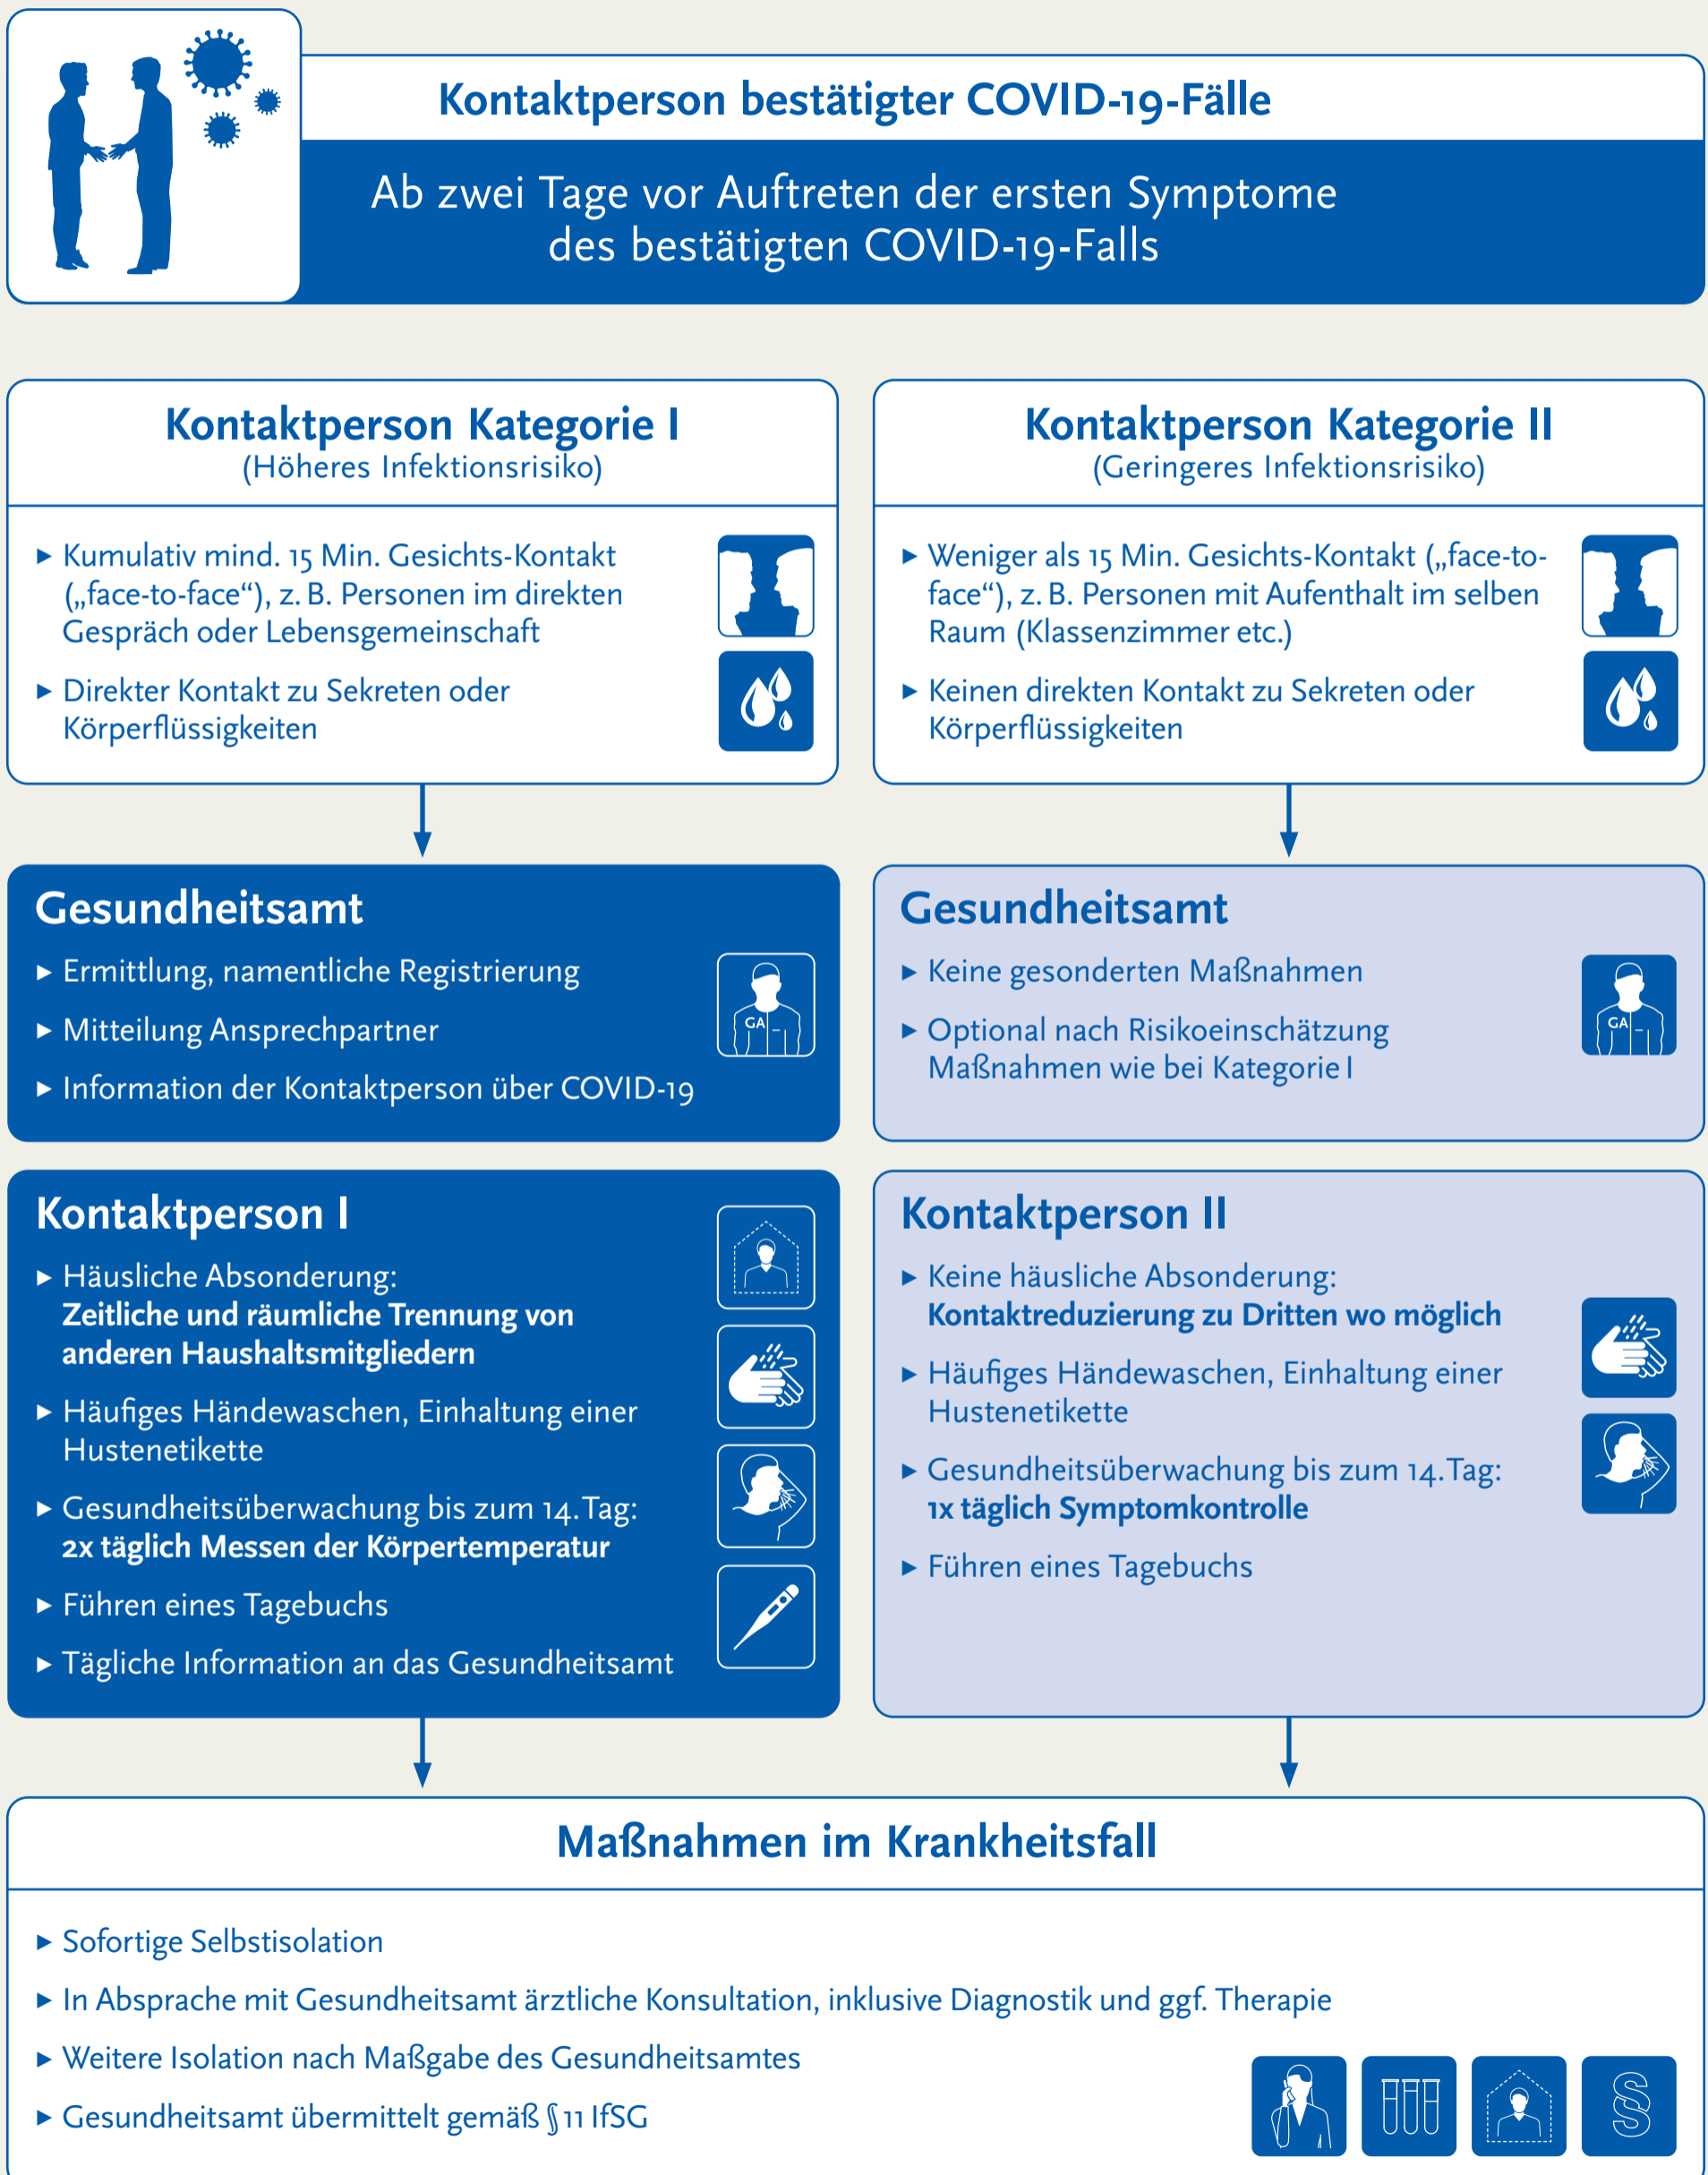 Kontaktperson bestätigter COVID-19-Fälle
Ab zwei Tage vor Auftreten der ersten Symptome
des bestätigten COVID-19-Falls
Kontaktperson Kategorie I
(Höheres Infektionsrisiko)
► Kumulativ mind. 15 Min. Gesichts-Kontakt
(„face-to-face“), z. B. Personen im direkten
Gespräch oder Lebensgemeinschaft
► Direkter Kontakt zu Sekreten oder
Körperflüssigkeiten
Kontaktperson Kategorie II
(Geringeres Infektionsrisiko)
► Weniger als 15 Min. Gesichts-Kontakt („face-to-
face“), z. B. Personen mit Aufenthalt im selben
Raum (Klassenzimmer etc.)
► Keinen direkten Kontakt zu Sekreten oder
Körperflüssigkeiten
Gesundheitsamt
► Ermittlung, namentliche Registrierung
► Mitteilung Ansprechpartner
► Information der Kontaktperson über COVID-19
GA
Gesundheitsamt
► Keine gesonderten Maßnahmen
► Optional nach Risikoeinschätzung
Maßnahmen wie bei Kategorie I
GA
Kontaktperson I
► Häusliche Absonderung:
Zeitliche und räumliche Trennung von
anderen Haushaltsmitgliedern
► Häufiges Händewaschen, Einhaltung einer
Hustenetikette
► Gesundheitsüberwachung bis zum 14.Tag:
2x täglich Messen der Körpertemperatur
► Führen eines Tagebuchs
► Tägliche Information an das Gesundheitsamt
Kontaktperson II
► Keine häusliche Absonderung:
Kontaktreduzierung zu Dritten wo möglich
► Häufiges Händewaschen, Einhaltung einer
Hustenetikette
► Gesundheitsüberwachung bis zum 14.Tag:
1x täglich Symptomkontrolle
► Führen eines Tagebuchs
Maßnahmen im Krankheitsfall
► Sofortige Selbstisolation
► In Absprache mit Gesundheitsamt ärztliche Konsultation, inklusive Diagnostik und ggf. Therapie
► Weitere Isolation nach Maßgabe des Gesundheitsamtes
► Gesundheitsamt übermittelt gemäß § 11 IfSG
§